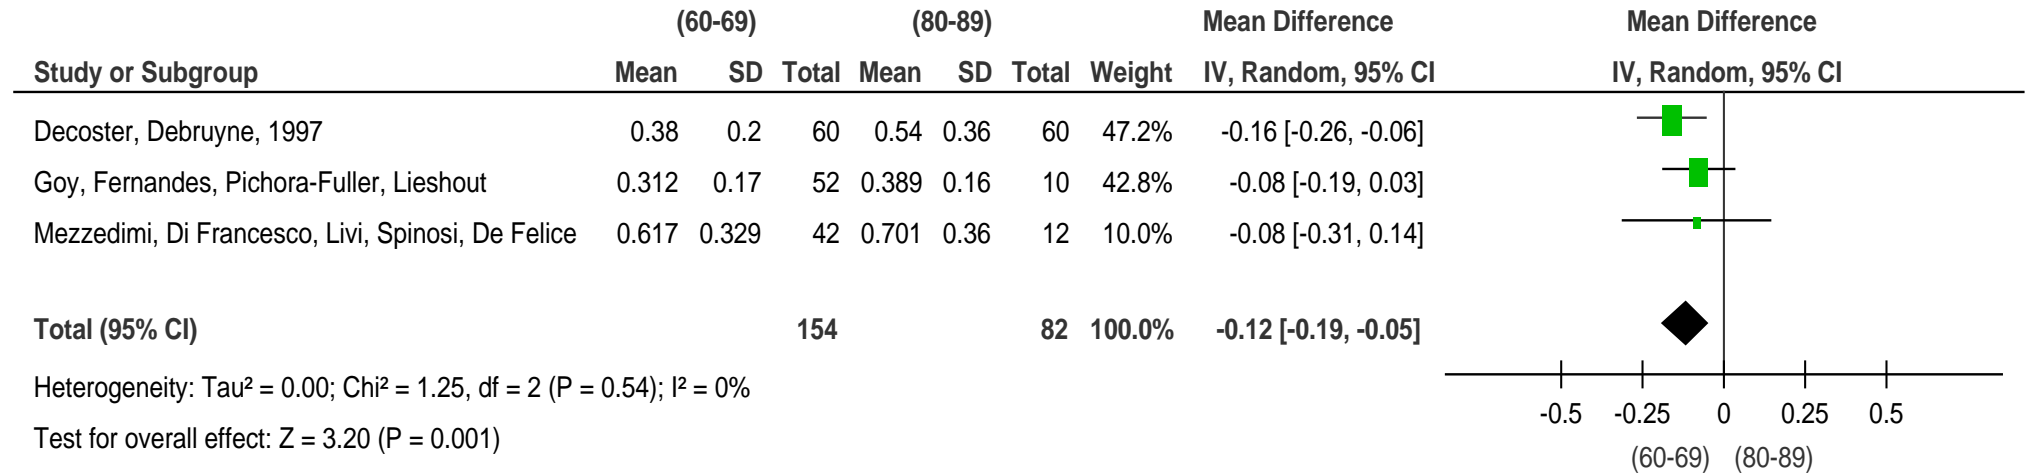 (60-69) (80-89) Mean Difference Mean Difference
Study or Subgroup Mean SD Total Mean SD Total Weight IV, Random, 95% CI IV, Random, 95% CI
Decoster, Debruyne, 1997 0.38 0.2 60 0.54 0.36 60 47.2% -0.16 [-0.26, -0.06]
Goy, Fernandes, Pichora-Fuller, Lieshout 0.312 0.17 52 0.389 0.16 10 42.8% -0.08 [-0.19, 0.03]
Mezzedimi, Di Francesco, Livi, Spinosi, De Felice 0.617 0.329 42 0.701 0.36 12 10.0% -0.08 [-0.31, 0.14]
Total (95% CI) 154 82 100.0% -0.12 [-0.19, -0.05]
Heterogeneity: Tau² = 0.00; Chi² = 1.25, df = 2 (P = 0.54); I² = 0%
Test for overall effect: Z = 3.20 (P = 0.001)
-0.5 -0.25 0 0.25 0.5
(60-69) (80-89)